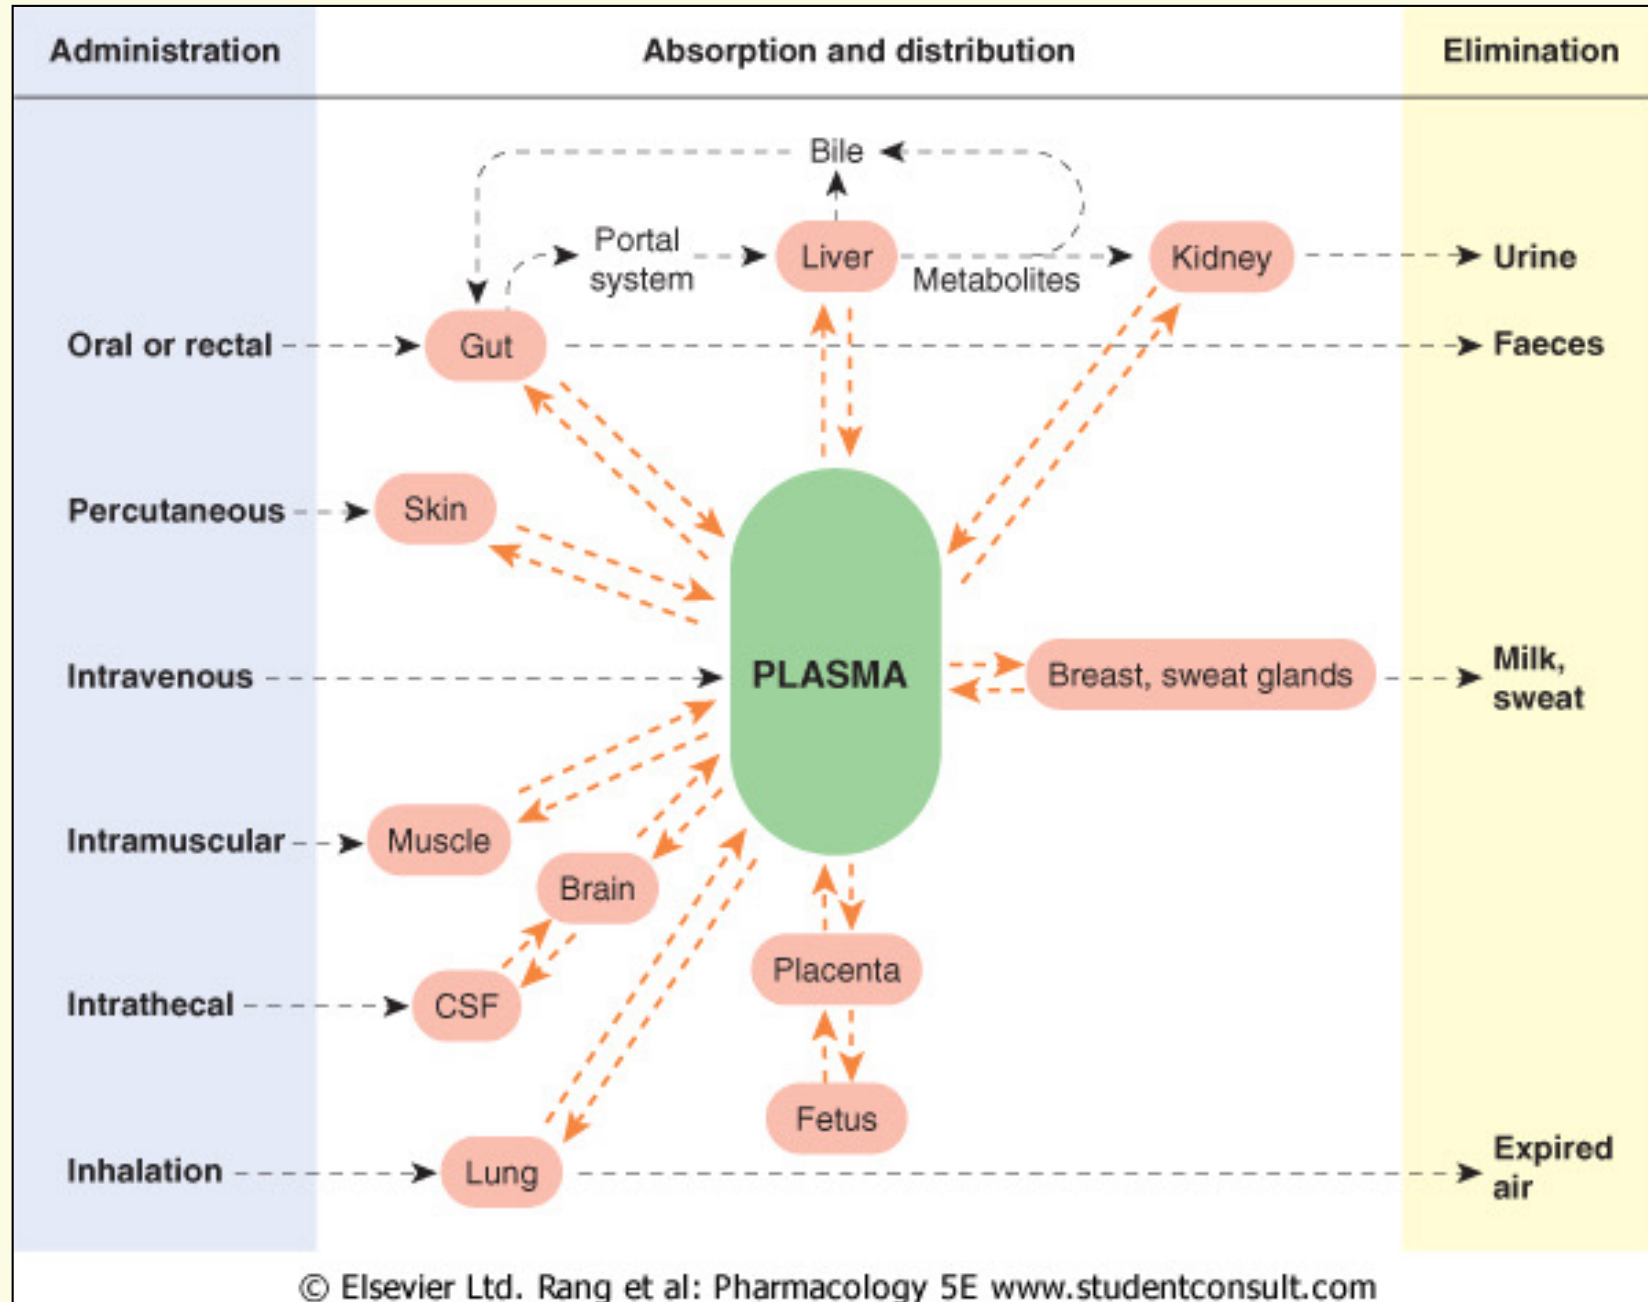 Administration
Absorption and distribution
Elimination
Bile
Portal
system
Liver
Metabolites
Kidney
Urine
Oral or rectal
Gut
Faeces
Percutaneous
Skin
Intravenous
PLASMA
Breast, sweat glands
Milk,
sweat
Intramuscular
Muscle
Brain
Placenta
Intrathecal
CSF
Fetus
Inhalation
Lung
Expired
air
© Elsevier Ltd. Rang et al: Pharmacology 5E www.studentconsult.com